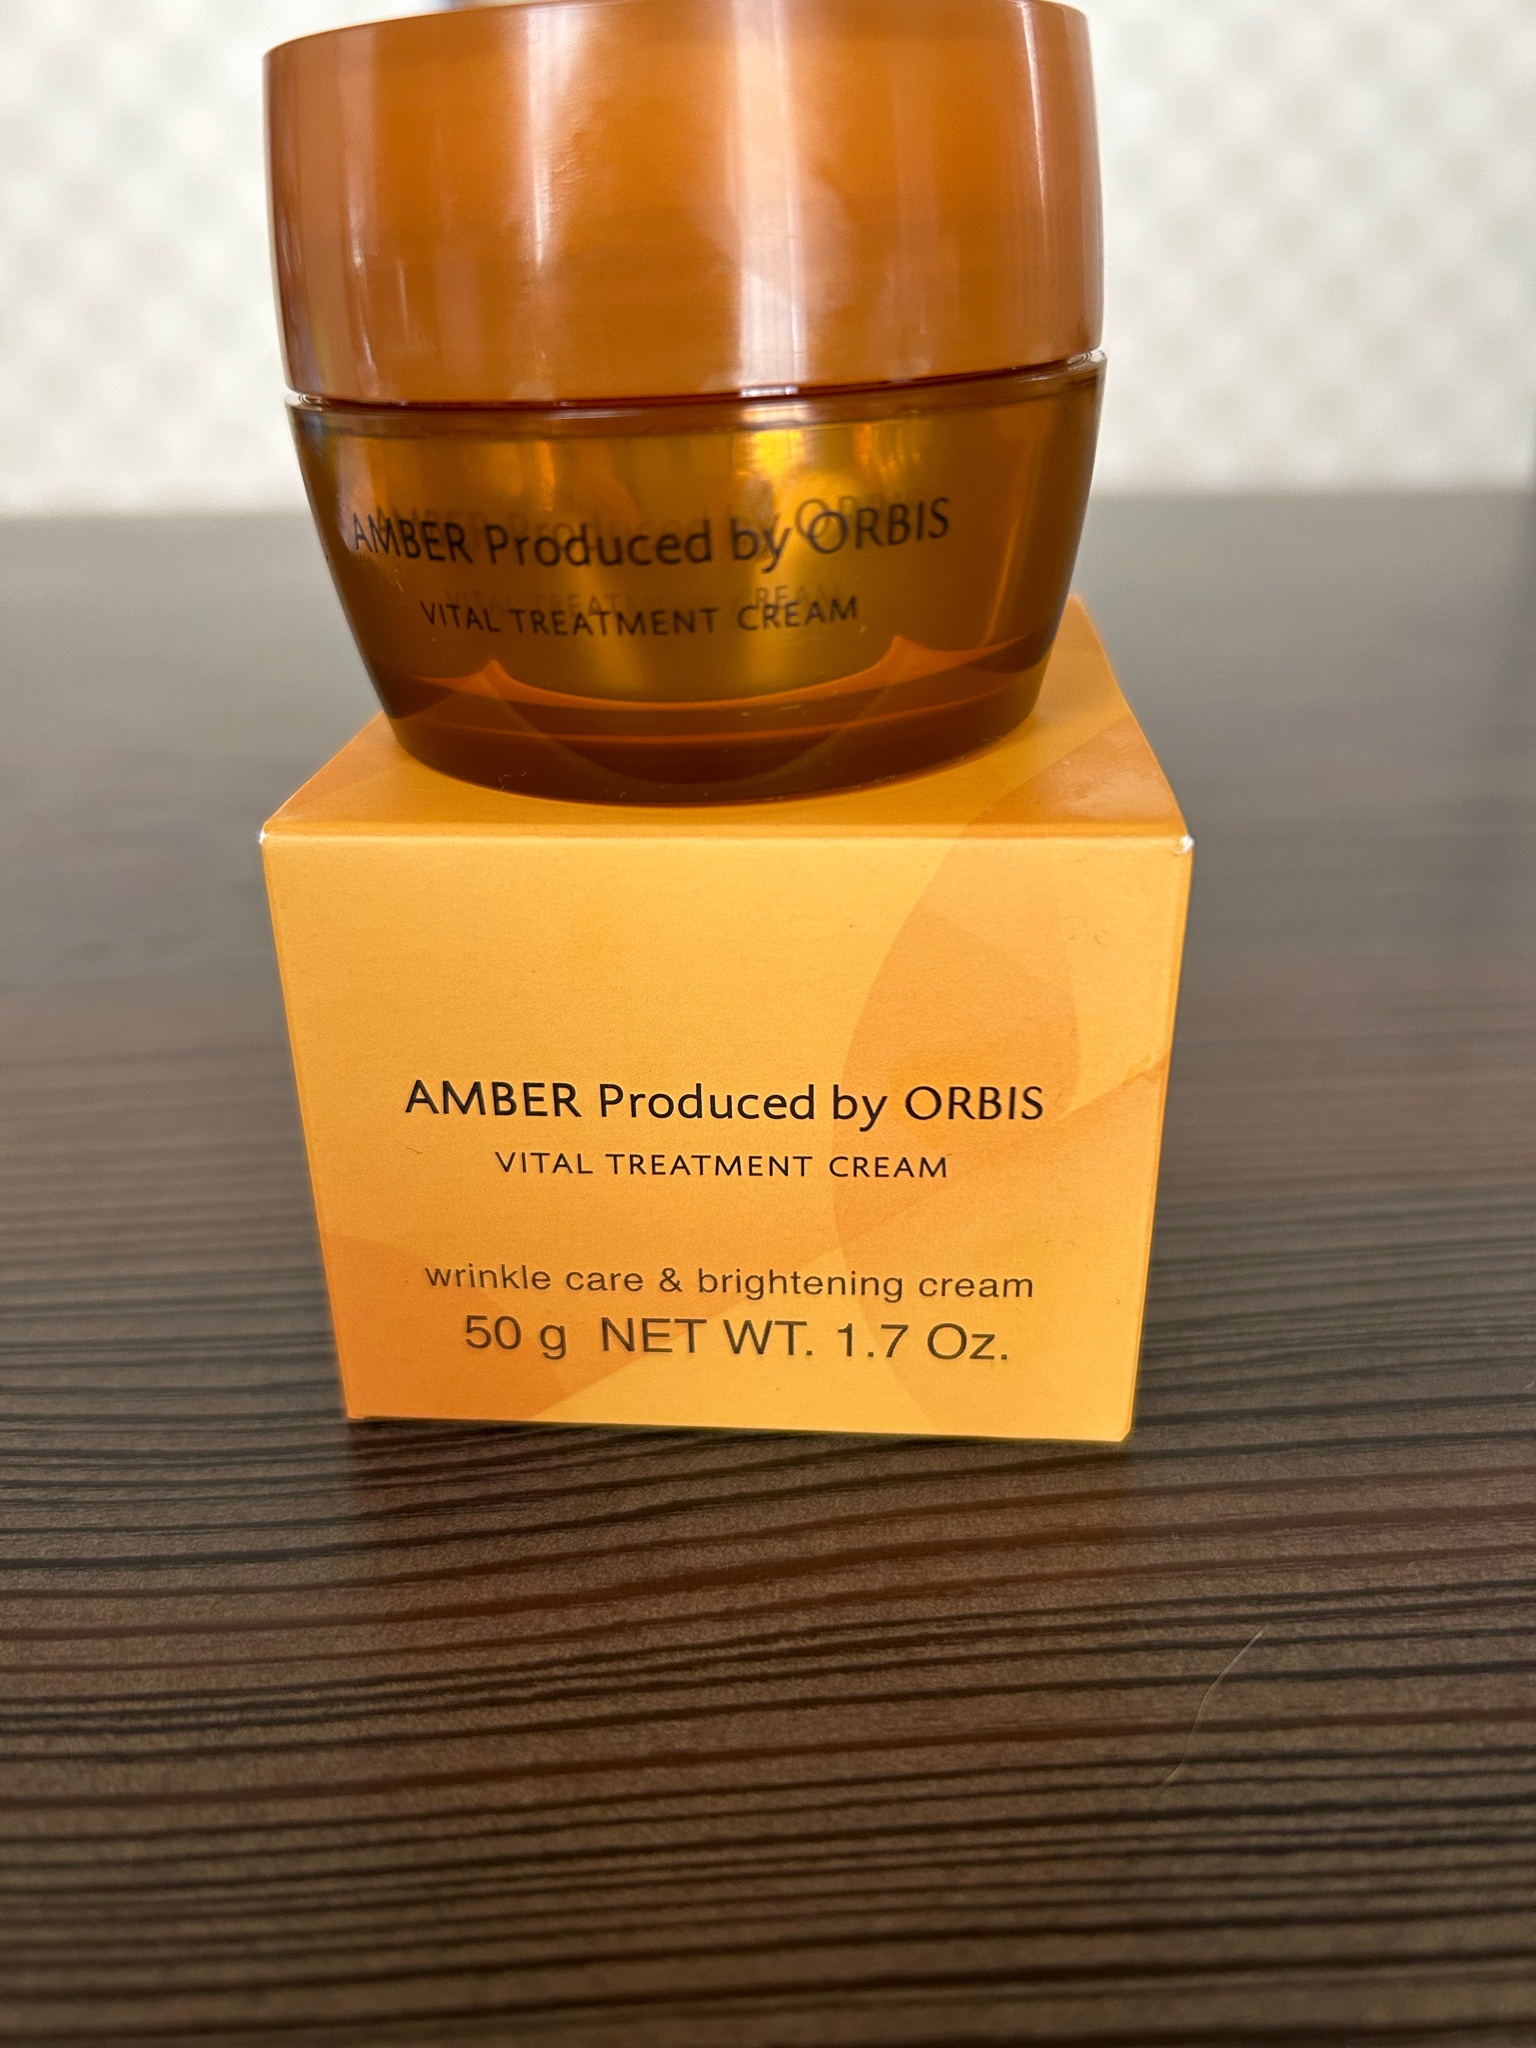 AMBER Produced by ORBIS
VITAL TREATMENT CREAM
AMBER Produced by ORBIS
VITAL TREATMENT CREAM
wrinkle care & brightening cream
50 g NET WT. 1.7 Oz.